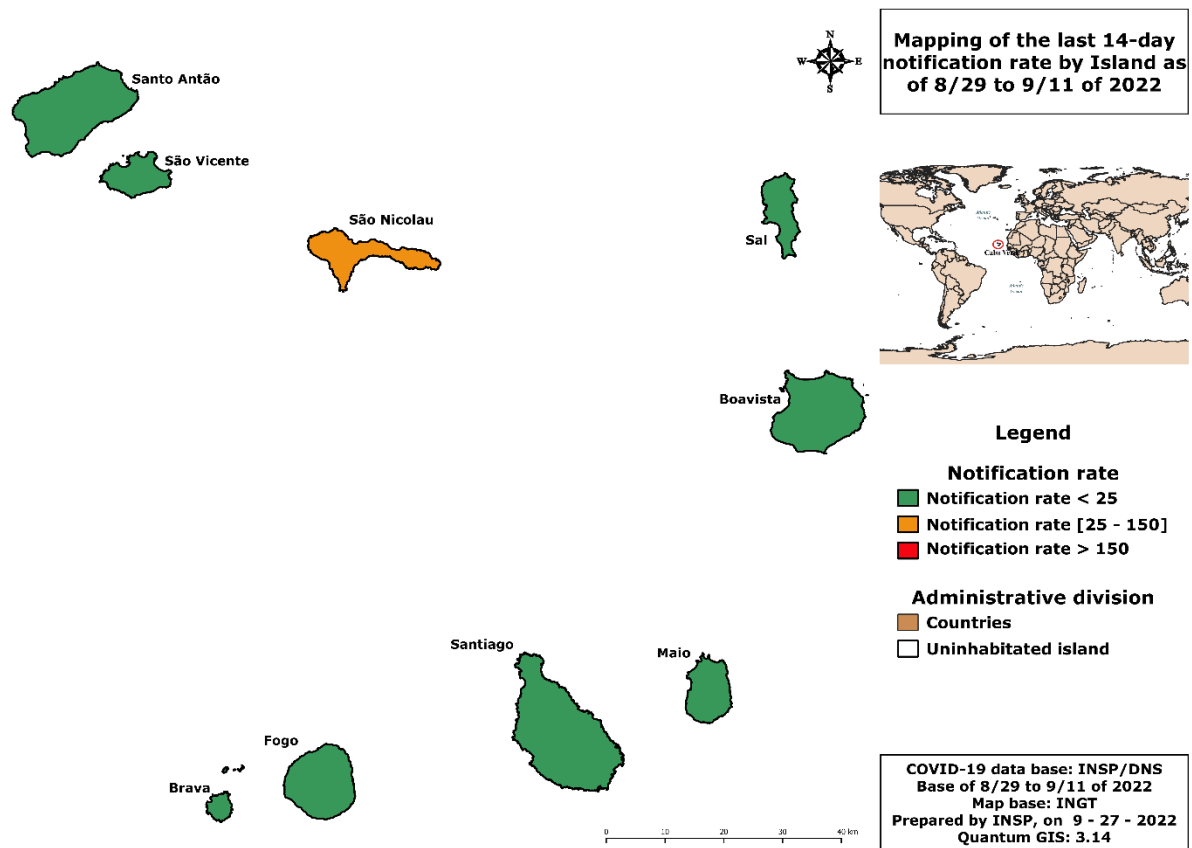 Mapping of the last 14-day
notification rate by Island as
of 8/29 to 9/11 of 2022
N
W
E
S
Santo Antão
São Vicente
São Nicolau
Sal
Boavista
Santiago
Maio
Fogo
Brava
Cabo Verde
Legend
Notification rate
Notification rate < 25
Notification rate [25 - 150]
Notification rate > 150
Administrative division
Countries
Uninhabitated island
0 10 20 30 40 km
COVID-19 data base: INSP/DNS
Base of 8/29 to 9/11 of 2022
Map base: INGT
Prepared by INSP, on 9 - 27 - 2022
Quantum GIS: 3.14